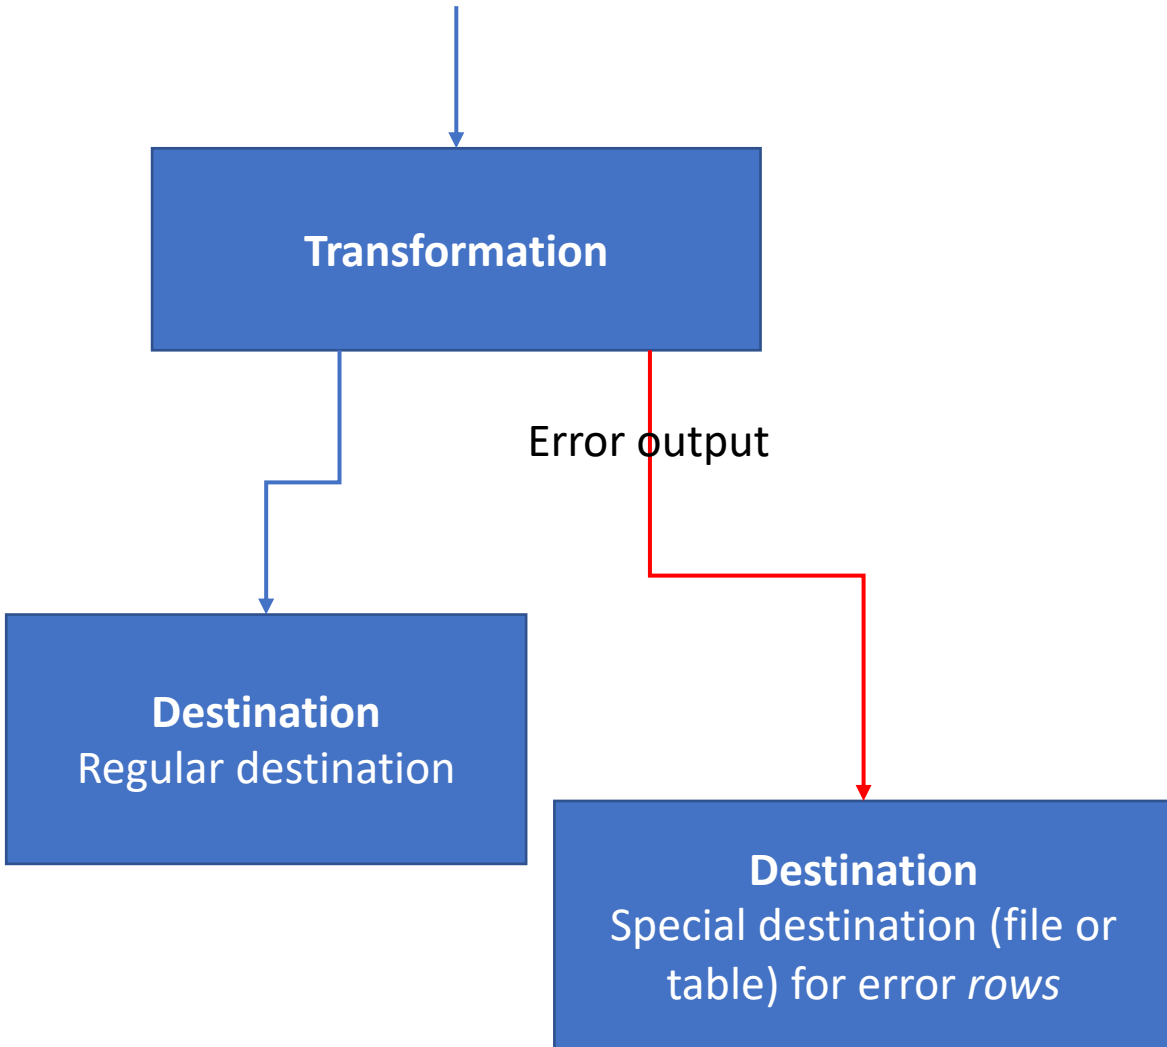 Transformation
Error output
Destination
Regular destination
Destination
Special destination (file or
table) for error rows